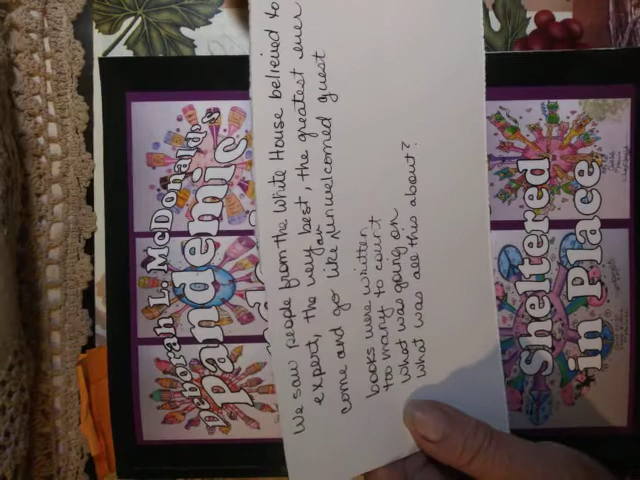 Deborah L. McDonald's
Pandemic
We saw people from the White House believed to
expert, the very best, the greatest ever
come and go like an unwelcomed guest
books were written
too many to count
What was going on
What was all this about?
Sheltered
in Place